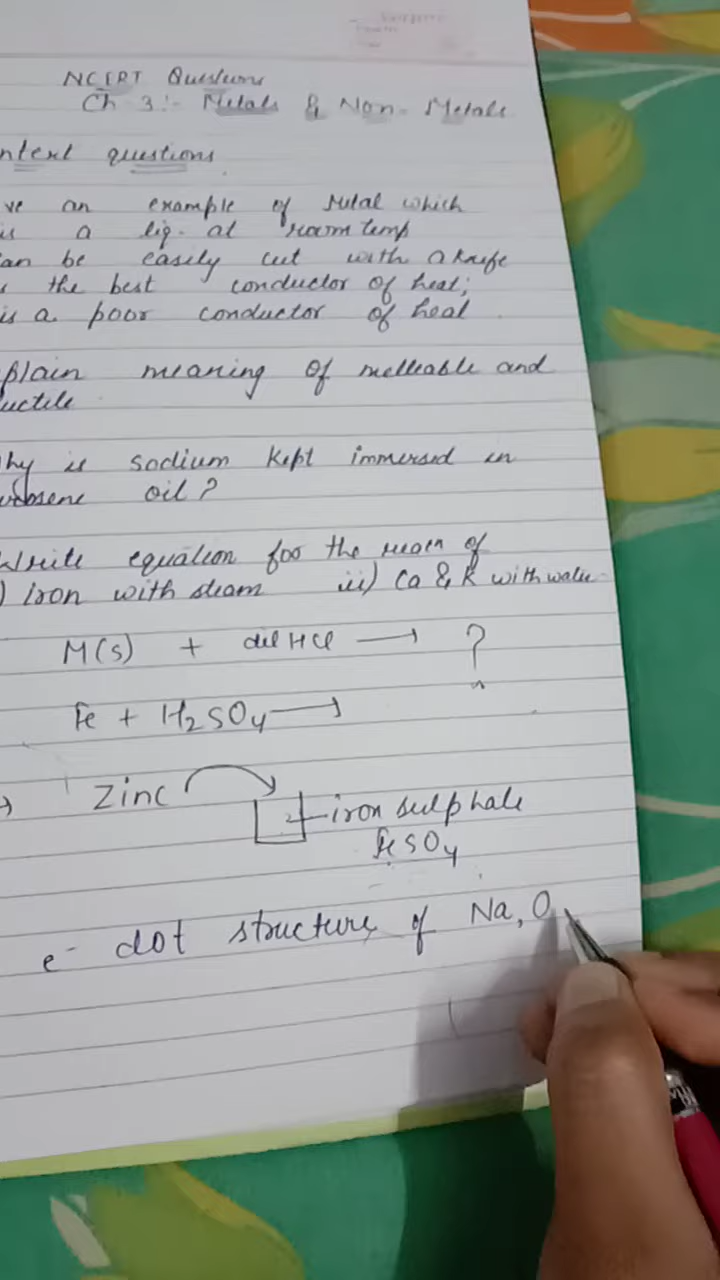 NCERT Questions
Ch 3:- Metals & Non-Metals
ntext questions
ve an example of Metal which
is a liq. at room temp
an be easily cut with a knife
s the best conductor of heat;
is a poor conductor of heat
plain meaning of melleable and
uctile
hy is sodium kept immersed in
oil?
Write equation for the of
) iron with steam iii) Ca & K with water
M(s) + dil HCl → ?
Fe + H2SO4 →
Zinc
iron sulphate
FeSO4
e- dot structure of Na, O